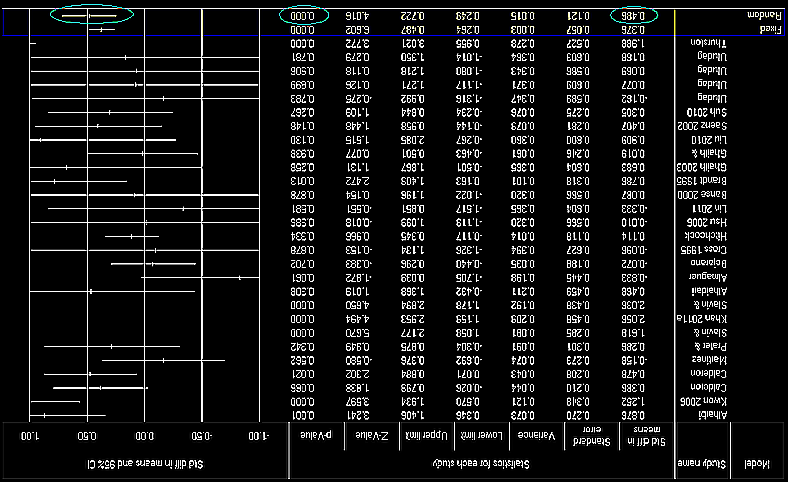 Model Study name Statistics for each study Std diff in means and 95% CI
Std diff in means Standard error Variance Lower limit Upper limit Z-Value p-Value
-1.00 -0.50 0.00 0.50 1.00
Alhaibi 0.876 0.270 0.073 0.346 1.406 3.241 0.001
Kwon 2006 1.252 0.348 0.121 0.570 1.934 3.597 0.000
Calderon 0.385 0.210 0.044 -0.026 0.796 1.838 0.066
Calderon 0.478 0.208 0.043 0.071 0.884 2.302 0.021
Martinez -0.158 0.273 0.074 -0.692 0.376 -0.580 0.562
Prater & 0.286 0.301 0.091 -0.304 0.875 0.949 0.342
Slavin & 1.618 0.285 0.081 1.058 2.177 5.670 0.000
Khan 2011a 2.056 0.458 0.209 1.159 2.953 4.494 0.000
Slavin & 2.036 0.438 0.192 1.178 2.894 4.650 0.000
Alhaidari 0.468 0.459 0.211 -0.432 1.368 1.019 0.308
Almaguer -0.833 0.445 0.198 -1.705 0.039 -1.872 0.061
Bejarano -0.072 0.188 0.035 -0.440 0.296 -0.383 0.702
Cross 1995 -0.096 0.627 0.394 -1.326 1.134 -0.153 0.878
Hitchcock 0.114 0.118 0.014 -0.117 0.345 0.966 0.334
Hsu 2006 -0.010 0.566 0.320 -1.119 1.099 -0.018 0.986
Lin 2011 -0.333 0.604 0.365 -1.517 0.851 -0.551 0.581
Banse 2000 0.087 0.566 0.320 -1.022 1.196 0.154 0.878
Brandt 1995 0.786 0.318 0.101 0.163 1.409 2.472 0.013
Ghaith 2003 0.683 0.604 0.365 -0.501 1.867 1.131 0.258
Ghaith & 0.019 0.246 0.061 -0.463 0.501 0.077 0.938
Liu 2010 0.909 0.600 0.360 -0.267 2.085 1.515 0.130
Saenz 2002 0.407 0.281 0.079 -0.144 0.958 1.448 0.148
Suh 2010 0.305 0.275 0.076 -0.234 0.844 1.109 0.267
Uludag -0.162 0.589 0.347 -1.316 0.992 -0.275 0.783
Uludag 0.077 0.609 0.371 -1.117 1.271 0.126 0.899
Uludag 0.069 0.586 0.343 -1.080 1.218 0.118 0.906
Uludag 0.168 0.603 0.364 -1.014 1.350 0.279 0.781
Thurston 1.988 0.527 0.278 0.955 3.021 3.772 0.000
Fixed 0.376 0.057 0.003 0.264 0.487 6.602 0.000
Random 0.486 0.121 0.015 0.249 0.722 4.016 0.000